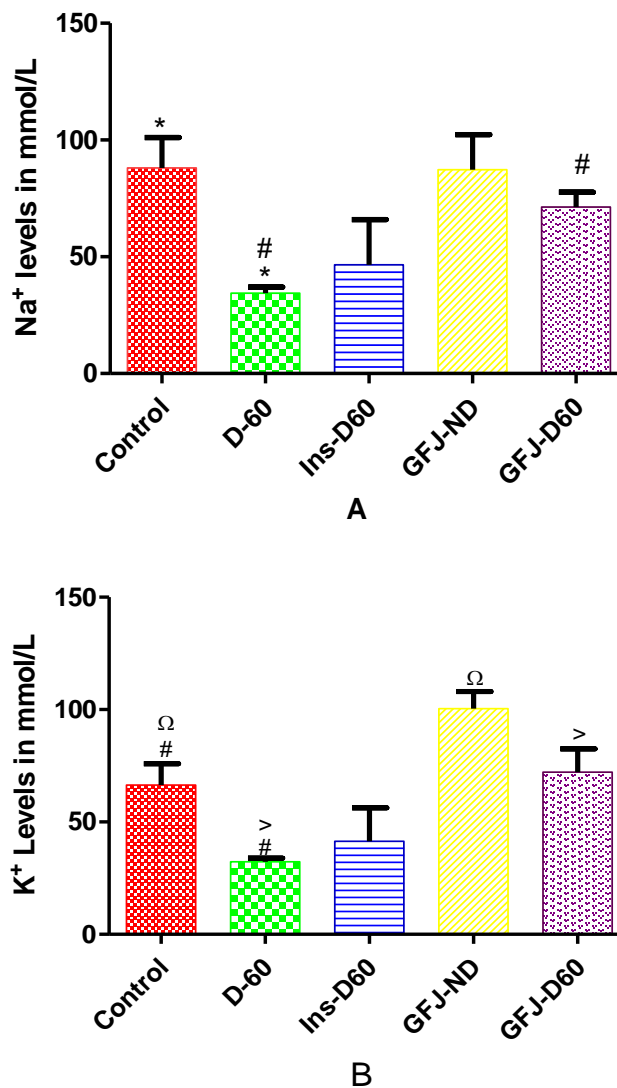 Na+ levels in mmol/L
150
100
50
0
*
#
*
#
Control
D-60
Ins-D60
GFJ-ND
GFJ-D60
A
K+ Levels in mmol/L
150
100
50
0
Ω
#
>
#
Ω
>
Control
D-60
Ins-D60
GFJ-ND
GFJ-D60
B